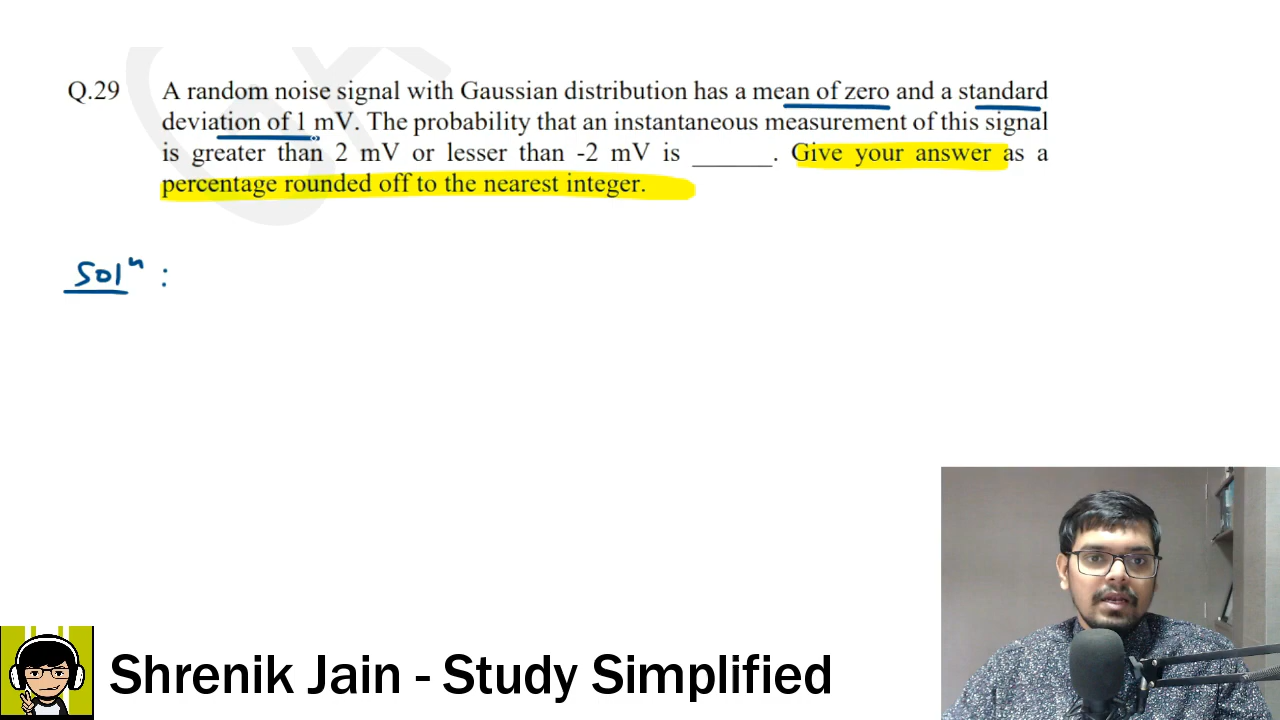 Q.29 A random noise signal with Gaussian distribution has a mean of zero and a standard
deviation of 1 mV. The probability that an instantaneous measurement of this signal
is greater than 2 mV or lesser than -2 mV is ______. Give your answer as a
percentage rounded off to the nearest integer.
Solⁿ :
Shrenik Jain - Study Simplified